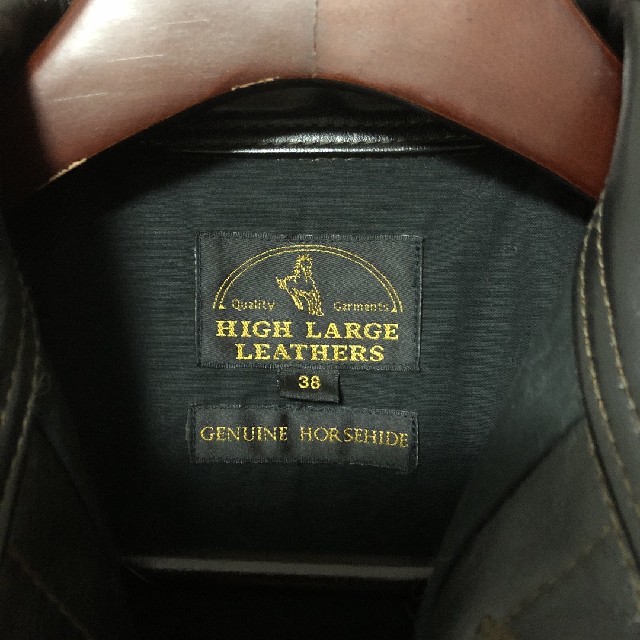 Quality Garments
HIGH LARGE
LEATHERS
38
GENUINE HORSEHIDE